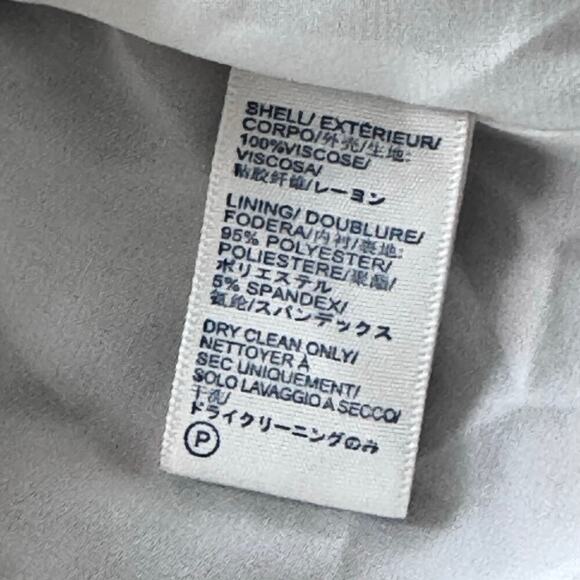 SHELL/ EXTÉRIEUR/
CORPO/外壳/生地:
100%VISCOSE/
VISCOSA/
粘胶纤维/レーヨン
LINING/ DOUBLURE/
FODERA/内衬/裏地:
95% POLYESTER/
POLIESTERE/聚酯/
ポリエステル
5% SPANDEX/
氨纶/スパンデックス
DRY CLEAN ONLY/
NETTOYER À
SEC UNIQUEMENT/
SOLO LAVAGGIO A SECCO/
干洗/
ドライクリーニングのみ
P